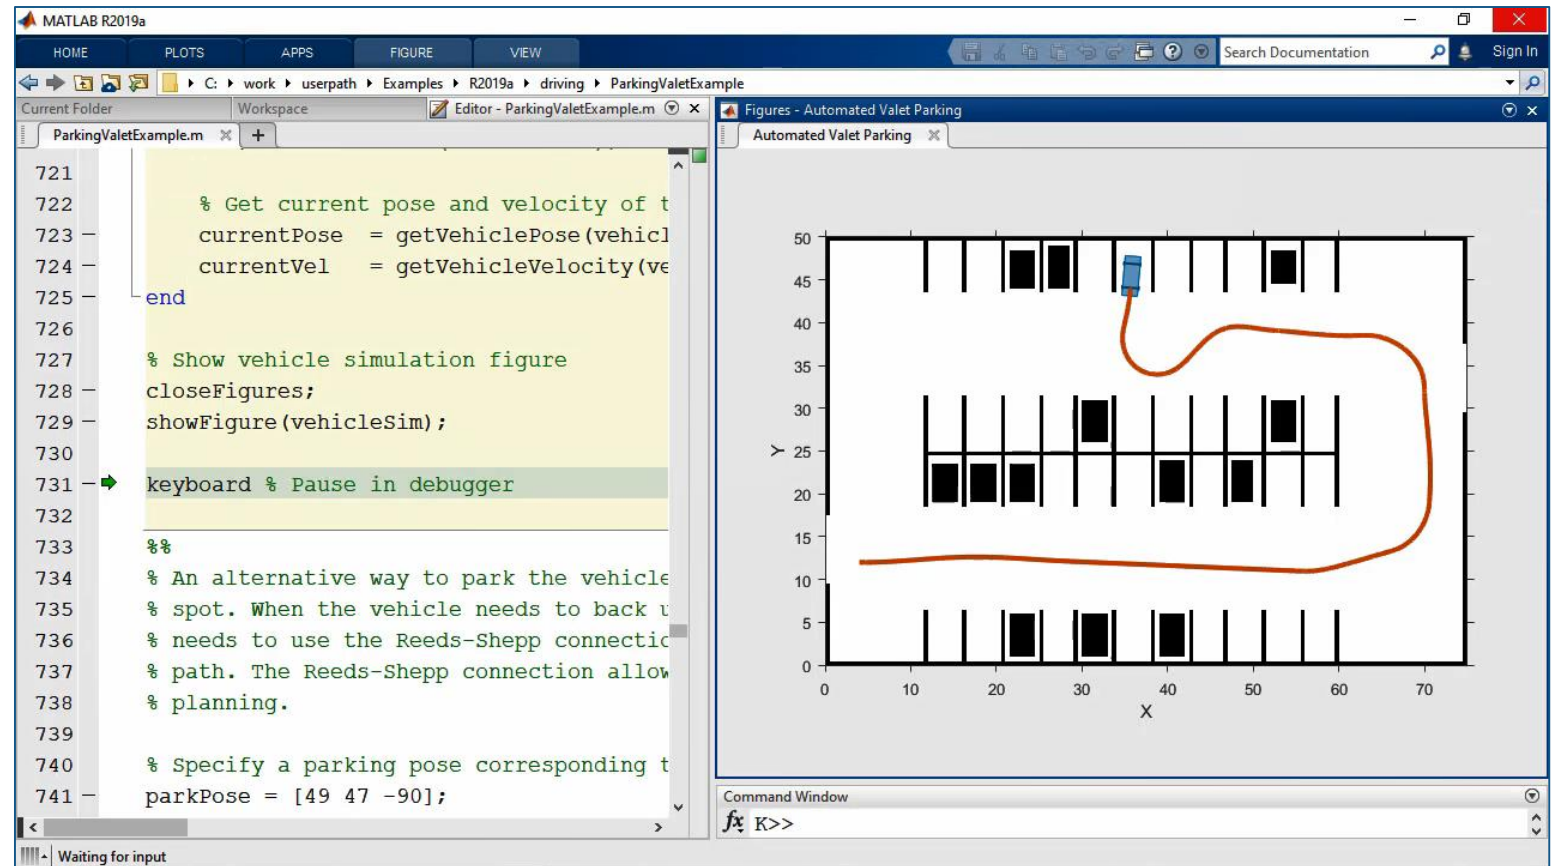 MATLAB R2019a
HOME PLOTS APPS FIGURE VIEW Search Documentation Sign In
C: work userpath Examples R2019a driving ParkingValetExample
Current Folder Workspace Editor - ParkingValetExample.m
ParkingValetExample.m +
721
722 % Get current pose and velocity of t
723 – currentPose = getVehiclePose(vehicl
724 – currentVel = getVehicleVelocity(ve
725 – end
726
727 % Show vehicle simulation figure
728 – closeFigures;
729 – showFigure(vehicleSim);
730
731 – keyboard % Pause in debugger
732
733 %%
734 % An alternative way to park the vehicle
735 % spot. When the vehicle needs to back u
736 % needs to use the Reeds-Shepp connectio
737 % path. The Reeds-Shepp connection allow
738 % planning.
739
740 % Specify a parking pose corresponding t
741 – parkPose = [49 47 -90];
Waiting for input
Figures - Automated Valet Parking
Automated Valet Parking
50
45
40
35
30
25
20
15
10
5
0
Y
0 10 20 30 40 50 60 70
X
Command Window
fx K>>